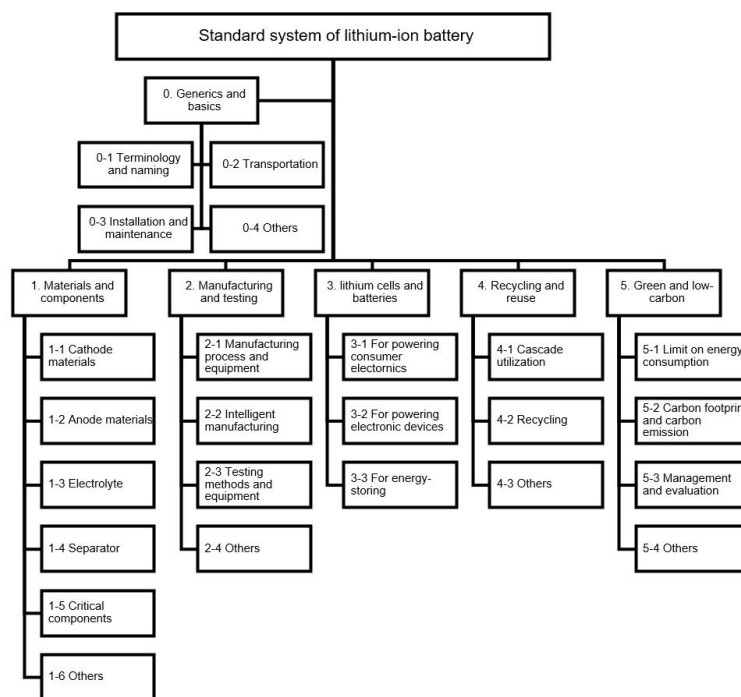 Standard system of lithium-ion battery
0. Generics and
basics
0-1 Terminology
and naming
0-2 Transportation
0-3 Installation and
maintenance
0-4 Others
1. Materials and
components
2. Manufacturing
and testing
3. lithium cells and
batteries
4. Recycling and
reuse
5. Green and low-
carbon
1-1 Cathode
materials
1-2 Anode materials
1-3 Electrolyte
1-4 Separator
1-5 Critical
components
1-6 Others
2-1 Manufacturing
process and
equipment
2-2 Intelligent
manufacturing
2-3 Testing
methods and
equipment
2-4 Others
3-1 For powering
consumer
electornics
3-2 For powering
electronic devices
3-3 For energy-
storing
4-1 Cascade
utilization
4-2 Recycling
4-3 Others
5-1 Limit on energy
consumption
5-2 Carbon footprin
and carbon
emission
5-3 Management
and evaluation
5-4 Others